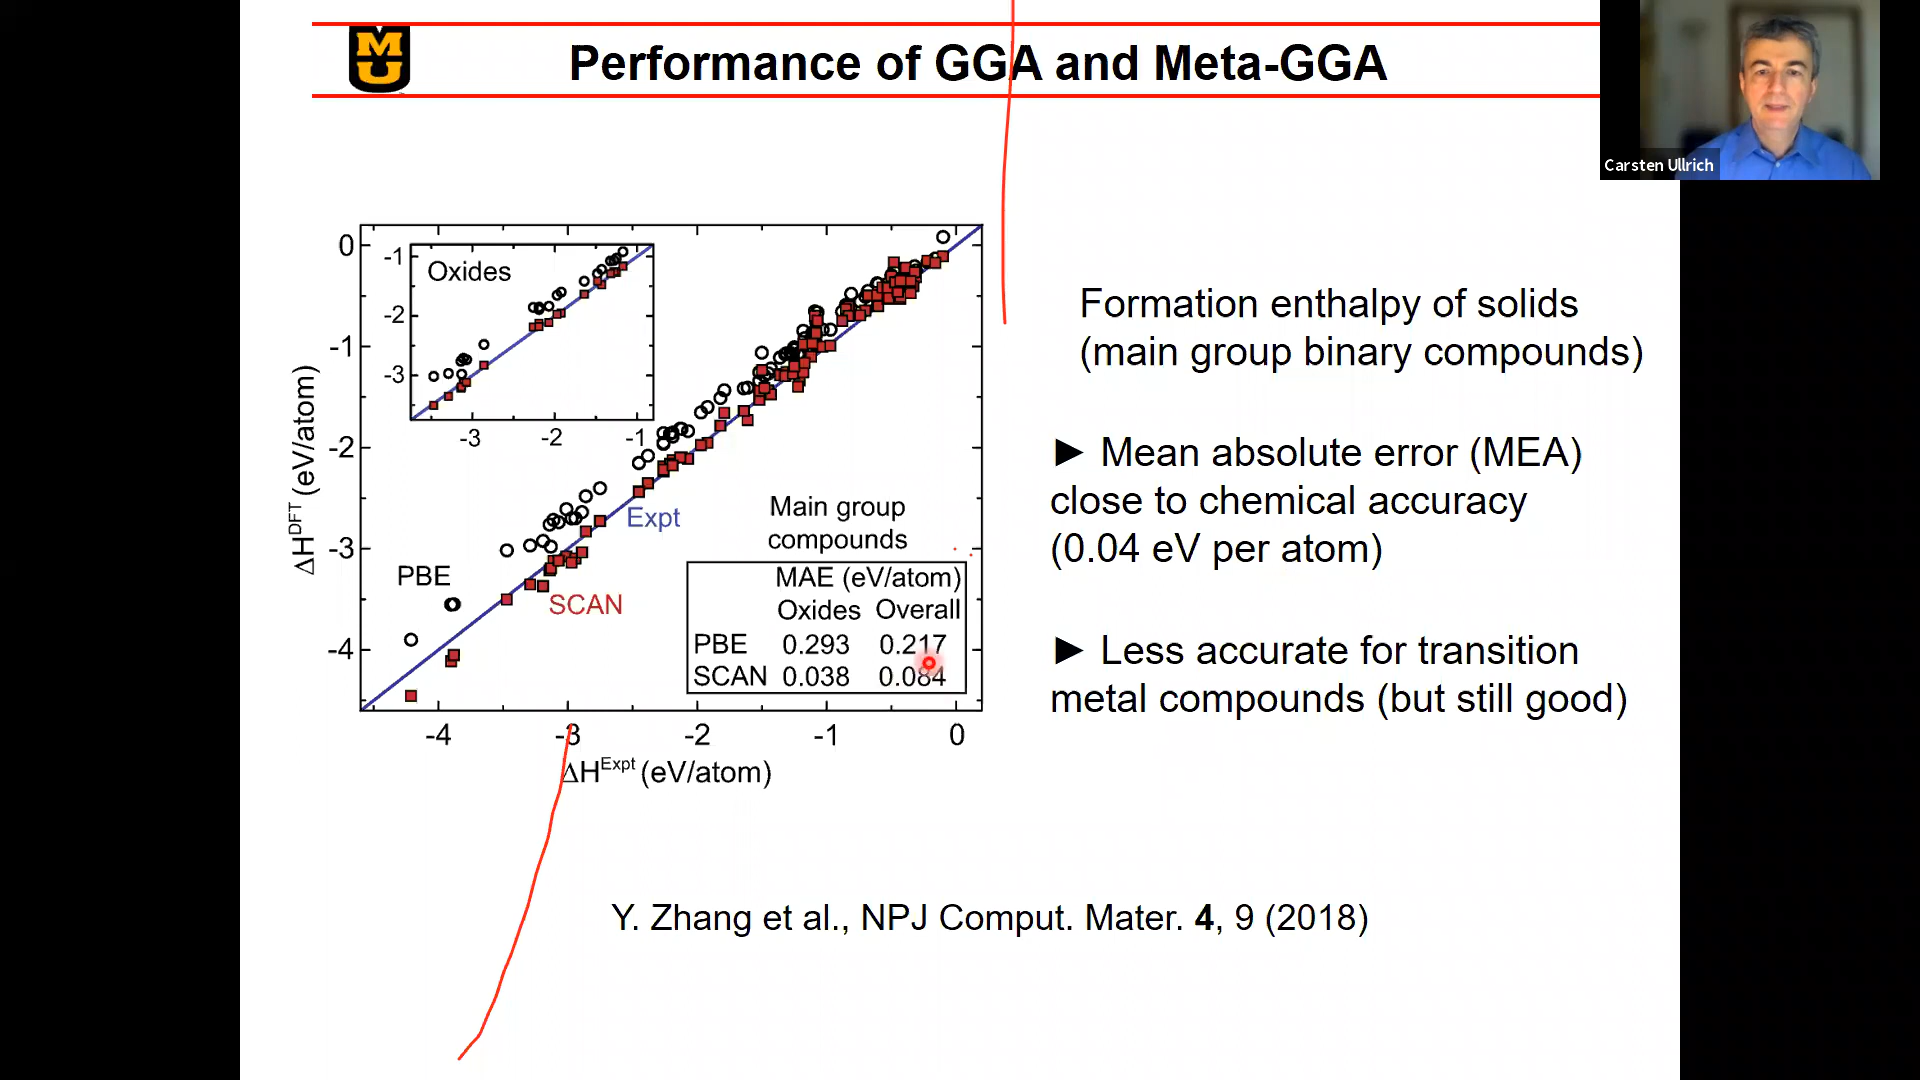 MU
Performance of GGA and Meta-GGA
Carsten Ullrich
0
-1
-2
-3
-4
ΔH^DFT (eV/atom)
Oxides
-1
-2
-3
-3
-2
-1
PBE
Expt
SCAN
Main group
compounds
MAE (eV/atom)
Oxides Overall
PBE 0.293 0.217
SCAN 0.038 0.084
-4
-3
-2
-1
0
ΔH^Expt (eV/atom)
Formation enthalpy of solids
(main group binary compounds)
► Mean absolute error (MEA)
close to chemical accuracy
(0.04 eV per atom)
► Less accurate for transition
metal compounds (but still good)
Y. Zhang et al., NPJ Comput. Mater. 4, 9 (2018)